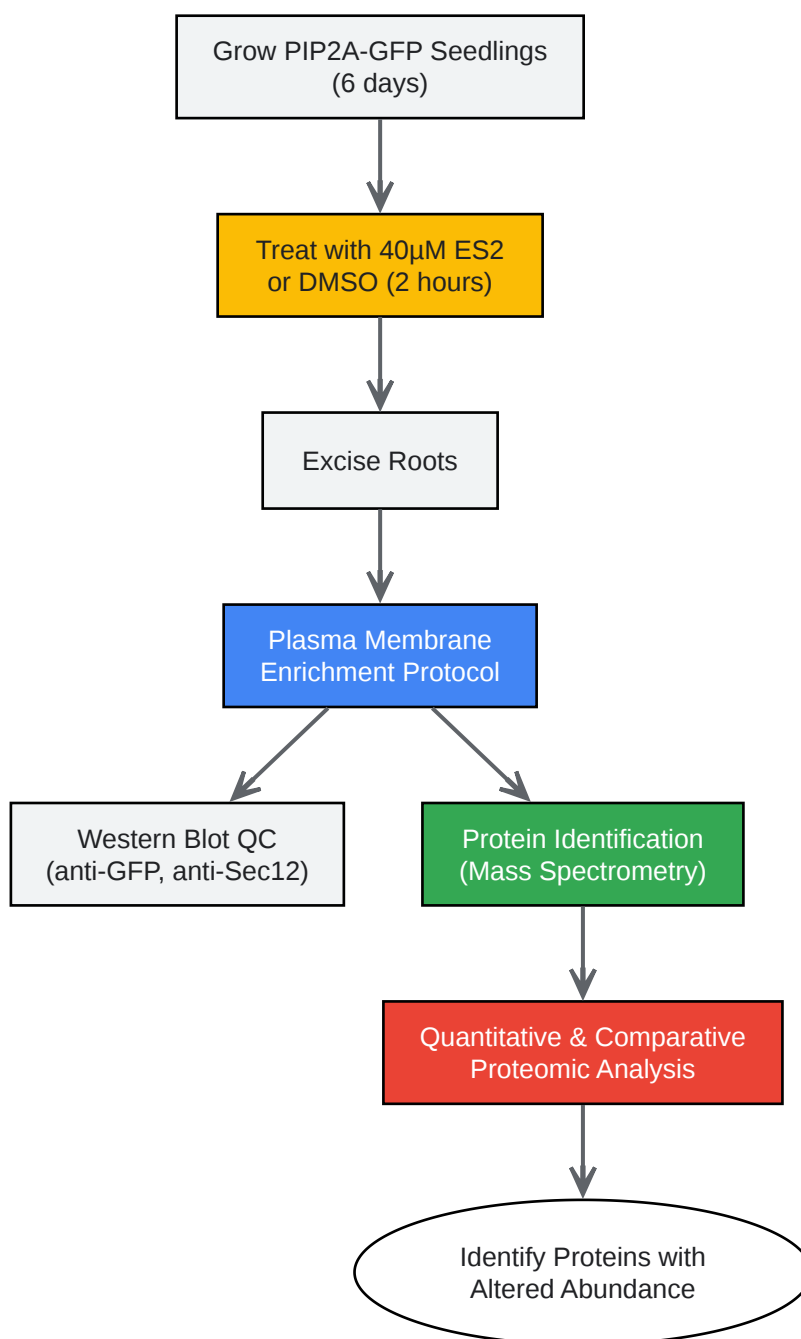 Grow PIP2A-GFP Seedlings
(6 days)
Treat with 40µM ES2
or DMSO (2 hours)
Excise Roots
Plasma Membrane
Enrichment Protocol
Western Blot QC
(anti-GFP, anti-Sec12)
Protein Identification
(Mass Spectrometry)
Quantitative & Comparative
Proteomic Analysis
Identify Proteins with
Altered Abundance